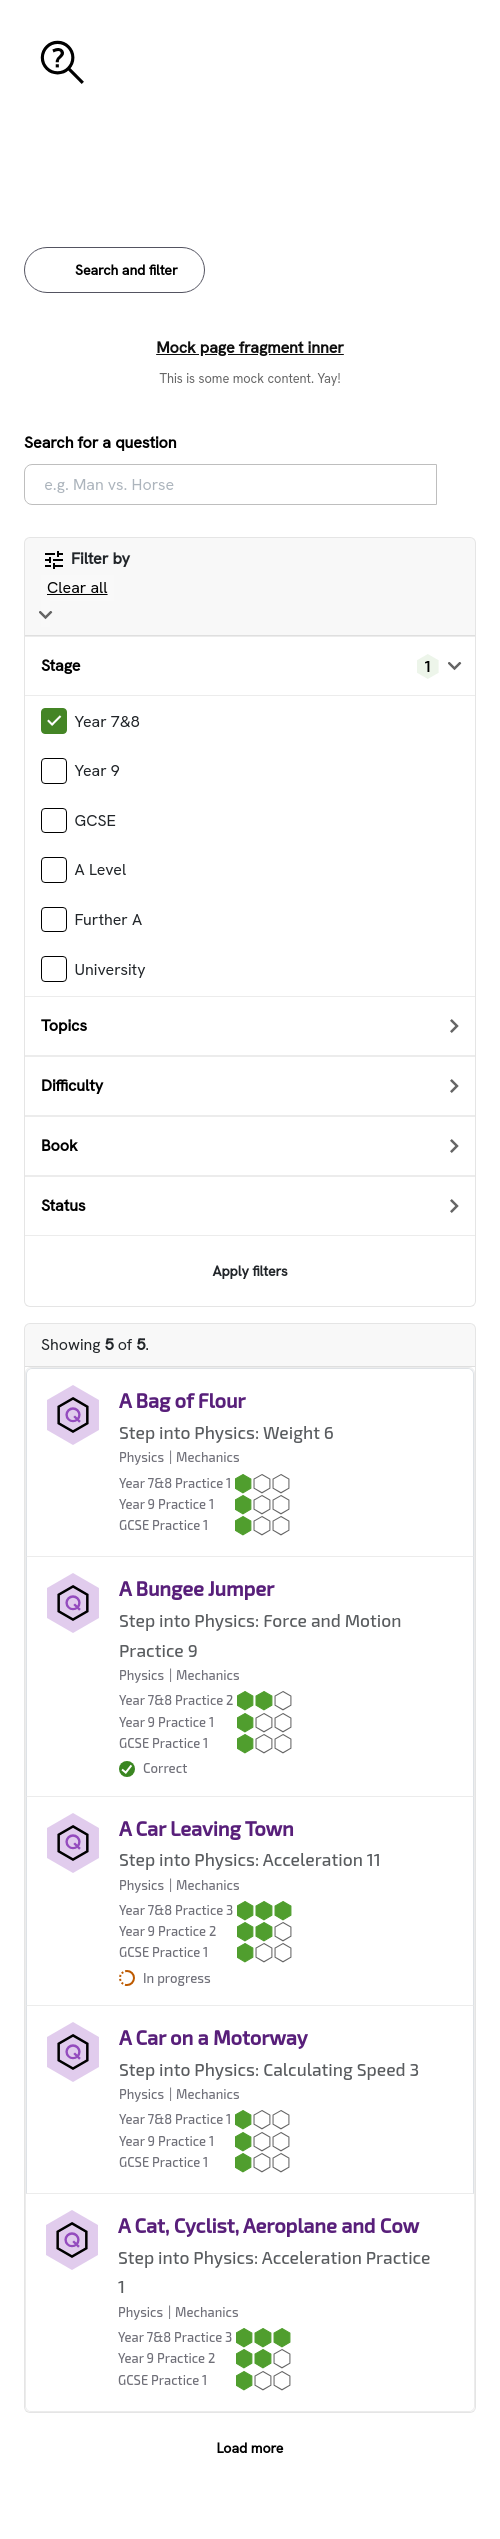 Search and filter
Mock page fragment inner
This is some mock content. Yay!
Search for a question
e.g. Man vs. Horse
Filter by
Clear all
Stage 1
Year 7&8
Year 9
GCSE
A Level
Further A
University
Topics
Difficulty
Book
Status
Apply filters
Showing 5 of 5.
Q
A Bag of Flour
Step into Physics: Weight 6
Physics | Mechanics
Year 7&8 Practice 1
Year 9 Practice 1
GCSE Practice 1
Q
A Bungee Jumper
Step into Physics: Force and Motion
Practice 9
Physics | Mechanics
Year 7&8 Practice 2
Year 9 Practice 1
GCSE Practice 1
Correct
Q
A Car Leaving Town
Step into Physics: Acceleration 11
Physics | Mechanics
Year 7&8 Practice 3
Year 9 Practice 2
GCSE Practice 1
In progress
Q
A Car on a Motorway
Step into Physics: Calculating Speed 3
Physics | Mechanics
Year 7&8 Practice 1
Year 9 Practice 1
GCSE Practice 1
Q
A Cat, Cyclist, Aeroplane and Cow
Step into Physics: Acceleration Practice
1
Physics | Mechanics
Year 7&8 Practice 3
Year 9 Practice 2
GCSE Practice 1
Load more